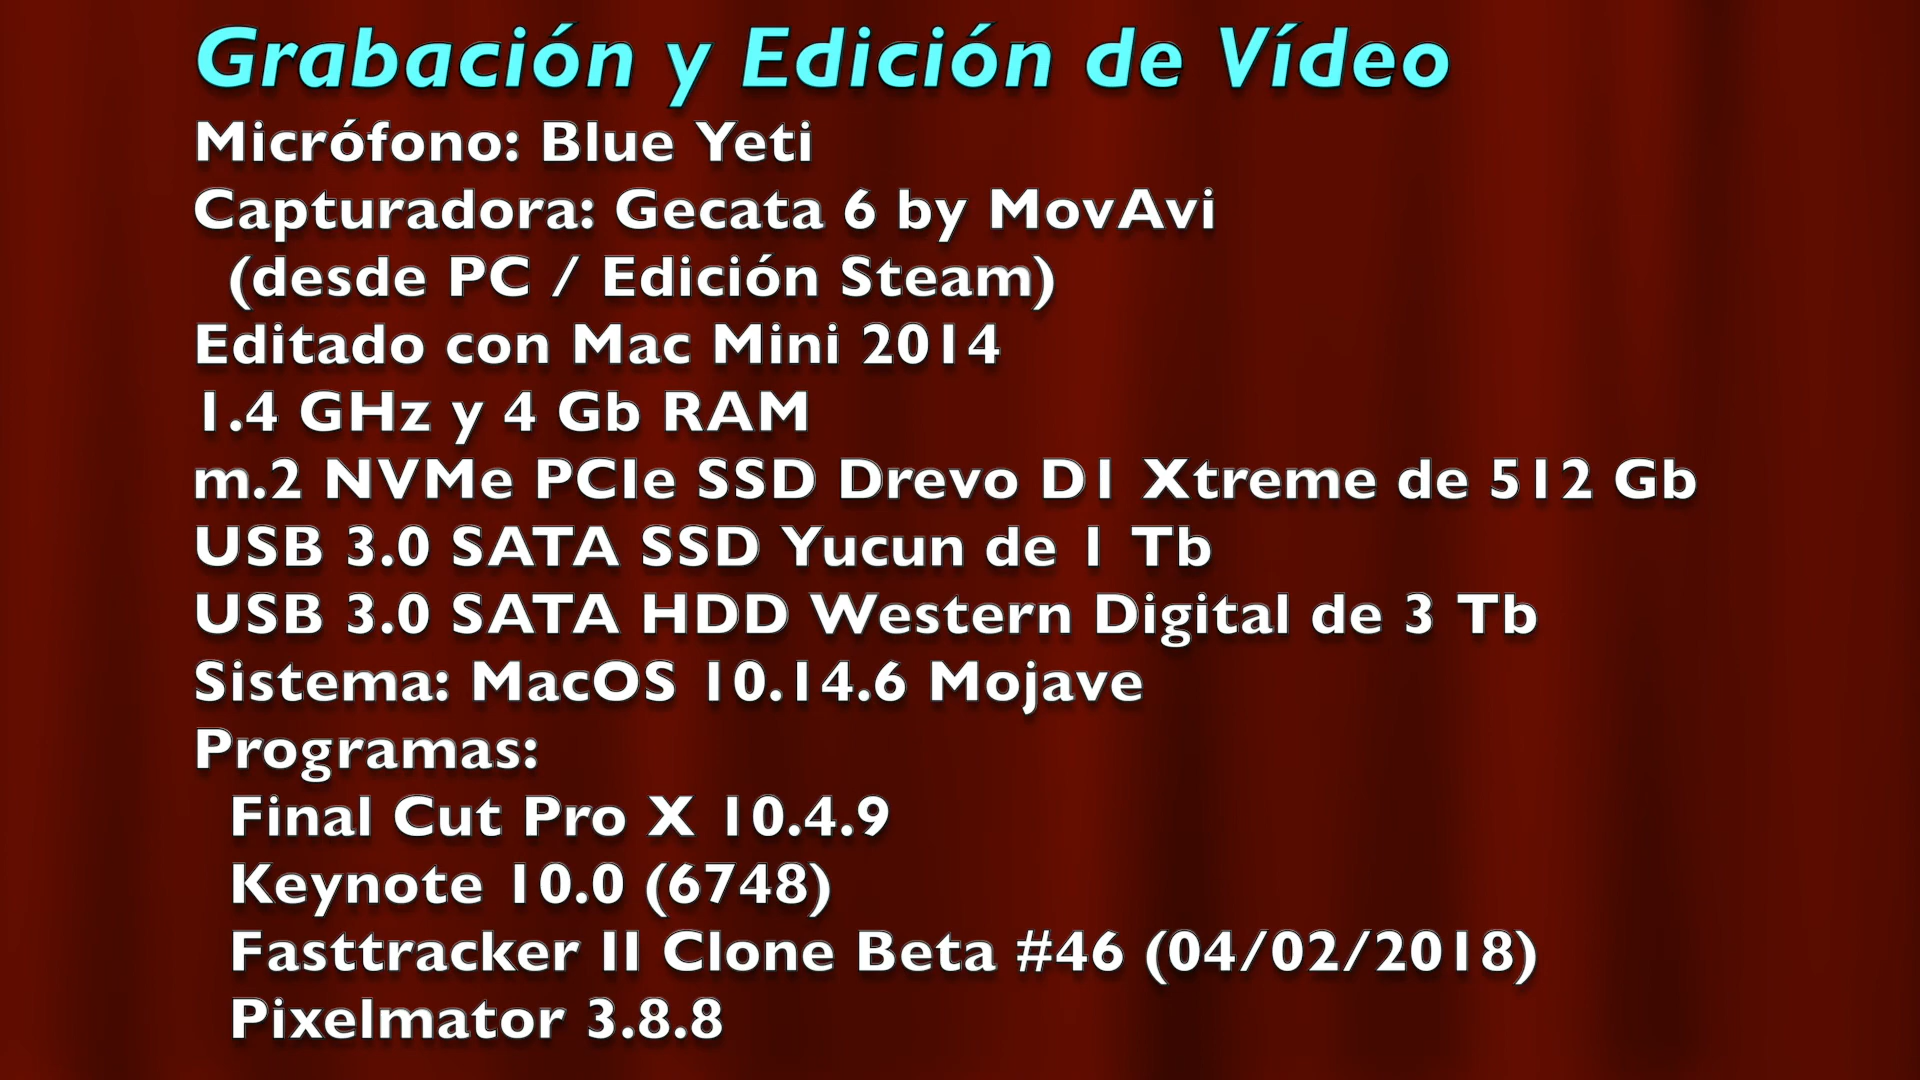 Grabación y Edición de Vídeo
Micrófono: Blue Yeti
Capturadora: Gecata 6 by MovAvi
(desde PC / Edición Steam)
Editado con Mac Mini 2014
1.4 GHz y 4 Gb RAM
m.2 NVMe PCIe SSD Drevo D1 Xtreme de 512 Gb
USB 3.0 SATA SSD Yucun de 1 Tb
USB 3.0 SATA HDD Western Digital de 3 Tb
Sistema: MacOS 10.14.6 Mojave
Programas:
Final Cut Pro X 10.4.9
Keynote 10.0 (6748)
Fasttracker II Clone Beta #46 (04/02/2018)
Pixelmator 3.8.8